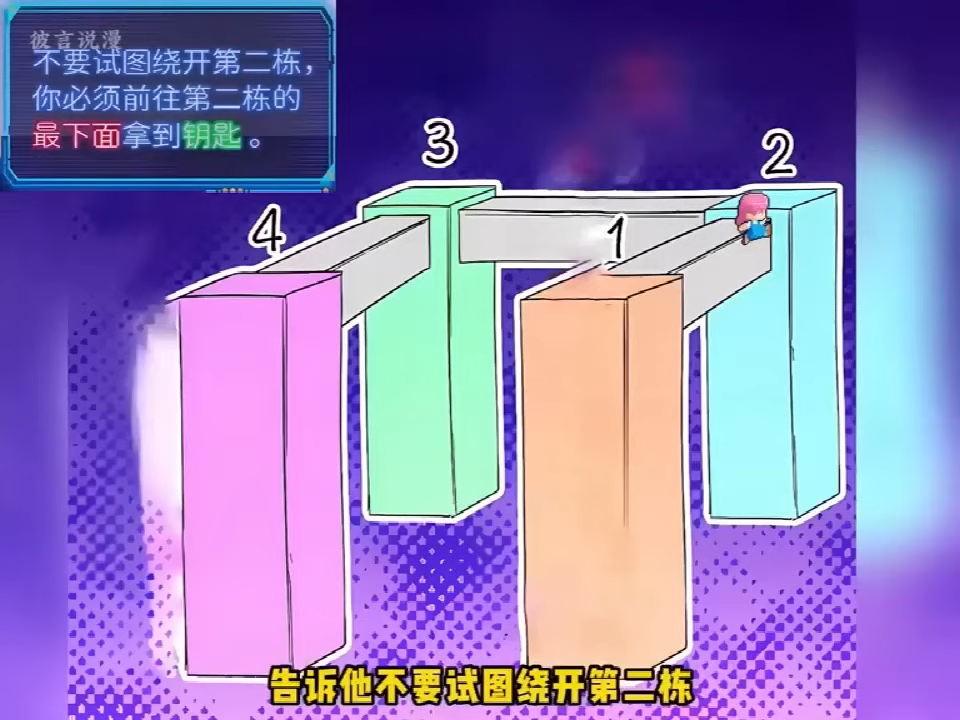 彼言说漫
不要试图绕开第二栋，
你必须前往第二栋的
最下面拿到钥匙。
3
2
4
1
告诉他不要试图绕开第二栋